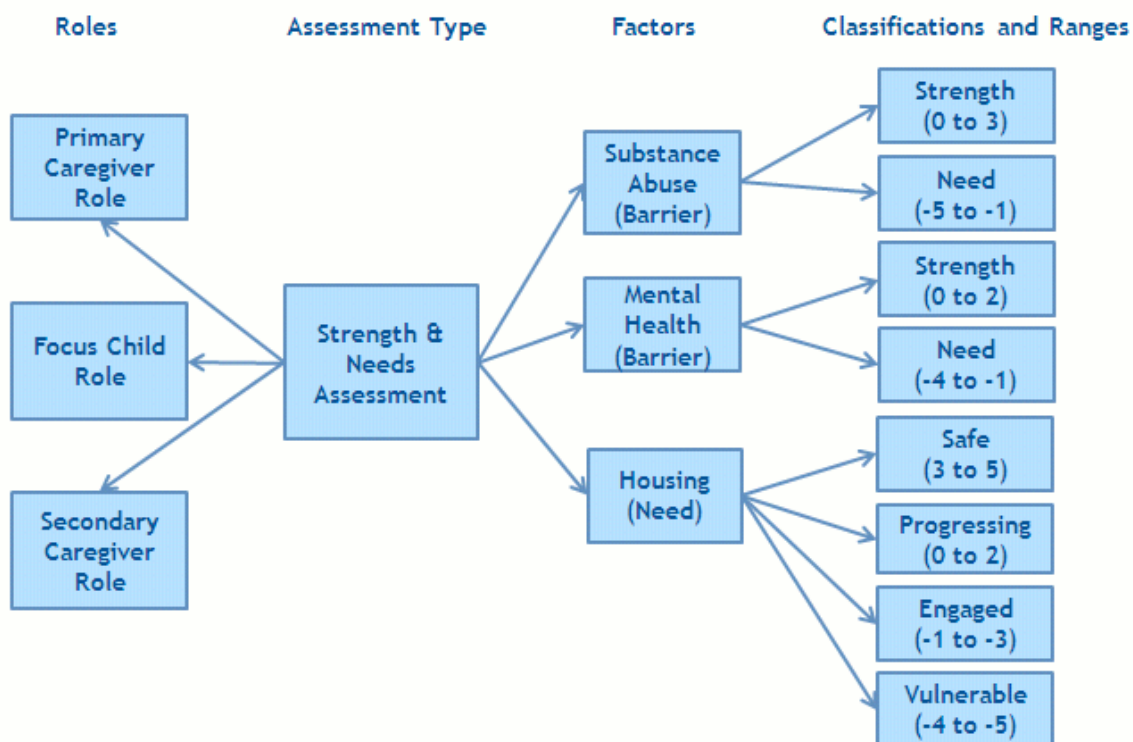 Roles
Assessment Type
Factors
Classifications and Ranges
Primary
Caregiver
Role
Focus Child
Role
Secondary
Caregiver
Role
Strength &
Needs
Assessment
Substance
Abuse
(Barrier)
Mental
Health
(Barrier)
Housing
(Need)
Strength
(0 to 3)
Need
(-5 to -1)
Strength
(0 to 2)
Need
(-4 to -1)
Safe
(3 to 5)
Progressing
(0 to 2)
Engaged
(-1 to -3)
Vulnerable
(-4 to -5)